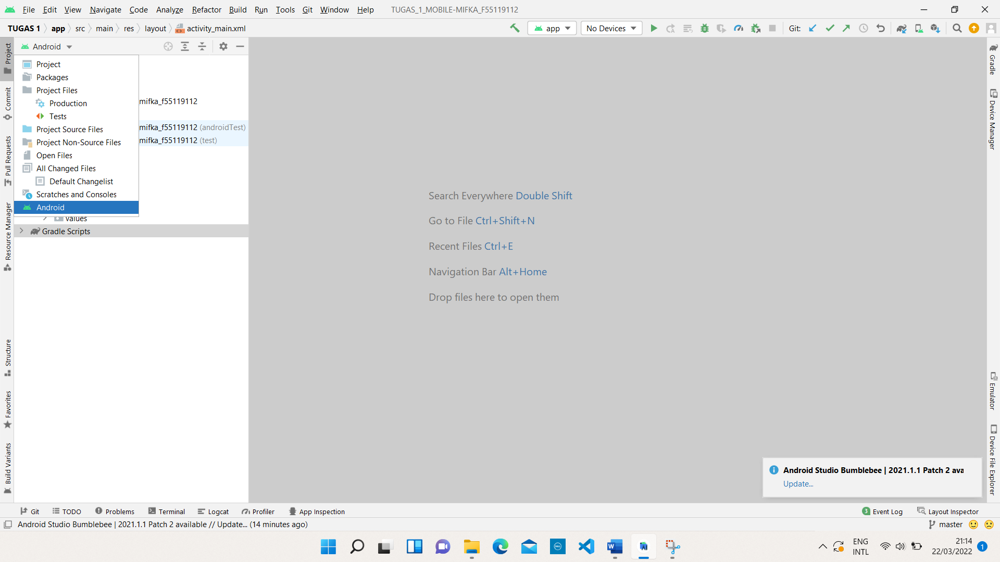 File Edit View Navigate Code Analyze Refactor Build Run Tools Git Window Help TUGAS_1_MOBILE-MIFKA_F55119112
TUGAS 1 app src main res layout activity_main.xml app No Devices Git:
Android
Project
Packages
Project Files
Production
Tests
Project Source Files
Project Non-Source Files
Open Files
All Changed Files
Default Changelist
Scratches and Consoles
Android
mifka_f55119112
mifka_f55119112 (androidTest)
mifka_f55119112 (test)
values
Gradle Scripts
Project
Commit
Pull Requests
Resource Manager
Structure
Favorites
Build Variants
Search Everywhere Double Shift
Go to File Ctrl+Shift+N
Recent Files Ctrl+E
Navigation Bar Alt+Home
Drop files here to open them
Gradle
Device Manager
Emulator
Device File Explorer
Android Studio Bumblebee | 2021.1.1 Patch 2 ava
Update...
Git TODO Problems Terminal Logcat Profiler App Inspection 3 Event Log Layout Inspector
Android Studio Bumblebee | 2021.1.1 Patch 2 available // Update... (14 minutes ago) master
DELL
W
ENG
INTL
21:14
22/03/2022
1